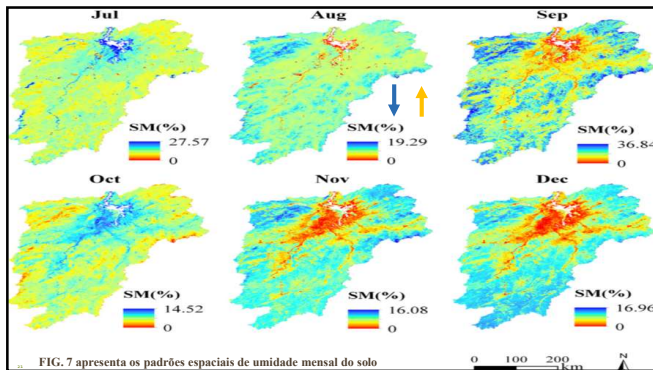 Jul Aug Sep
SM(%) SM(%) SM(%)
27.57 19.29 36.84
0 0 0
Oct Nov Dec
SM(%) SM(%) SM(%)
14.52 16.08 16.96
0 0 0
FIG. 7 apresenta os padrões espaciais de umidade mensal do solo
0 100 200
km N